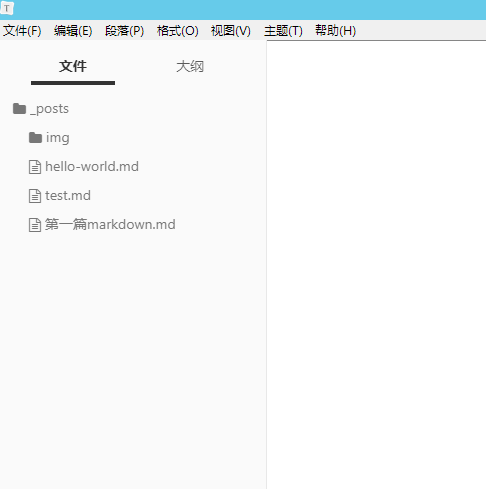 T
文件(F) 编辑(E) 段落(P) 格式(O) 视图(V) 主题(T) 帮助(H)
文件 大纲
_posts
img
hello-world.md
test.md
第一篇markdown.md